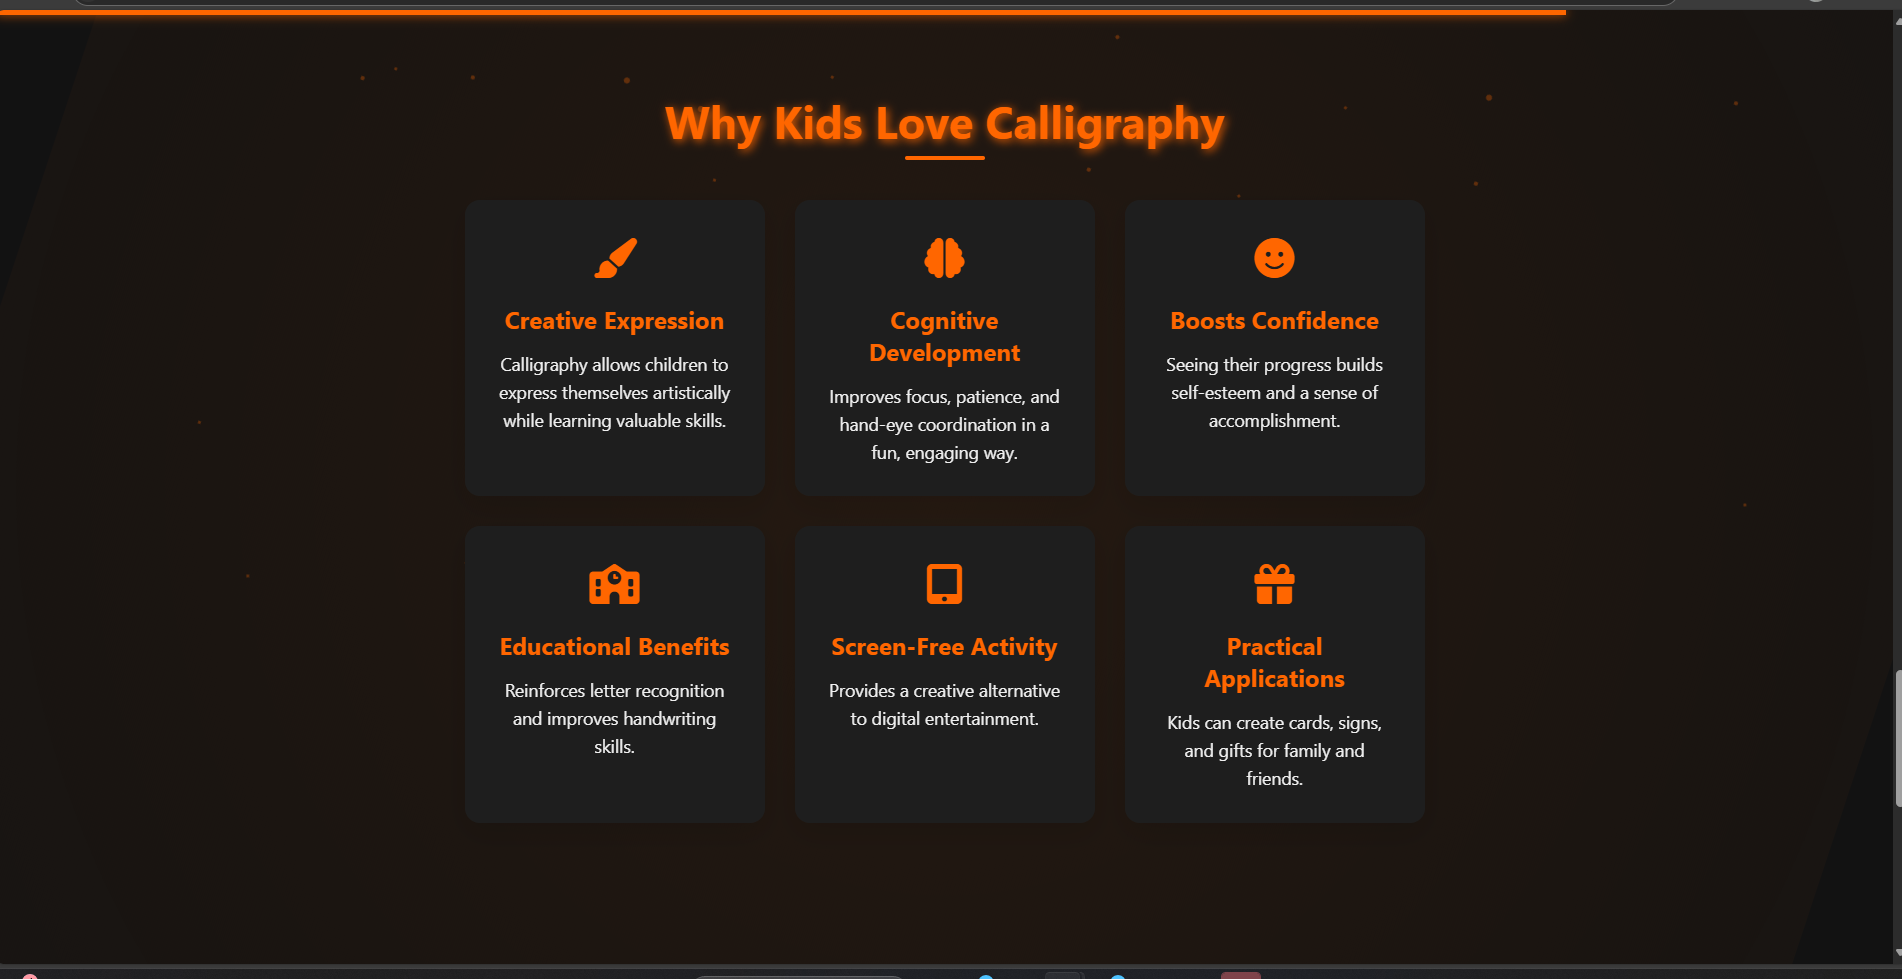 Why Kids Love Calligraphy
Creative Expression
Calligraphy allows children to
express themselves artistically
while learning valuable skills.
Cognitive
Development
Improves focus, patience, and
hand-eye coordination in a
fun, engaging way.
Boosts Confidence
Seeing their progress builds
self-esteem and a sense of
accomplishment.
Educational Benefits
Reinforces letter recognition
and improves handwriting
skills.
Screen-Free Activity
Provides a creative alternative
to digital entertainment.
Practical
Applications
Kids can create cards, signs,
and gifts for family and
friends.